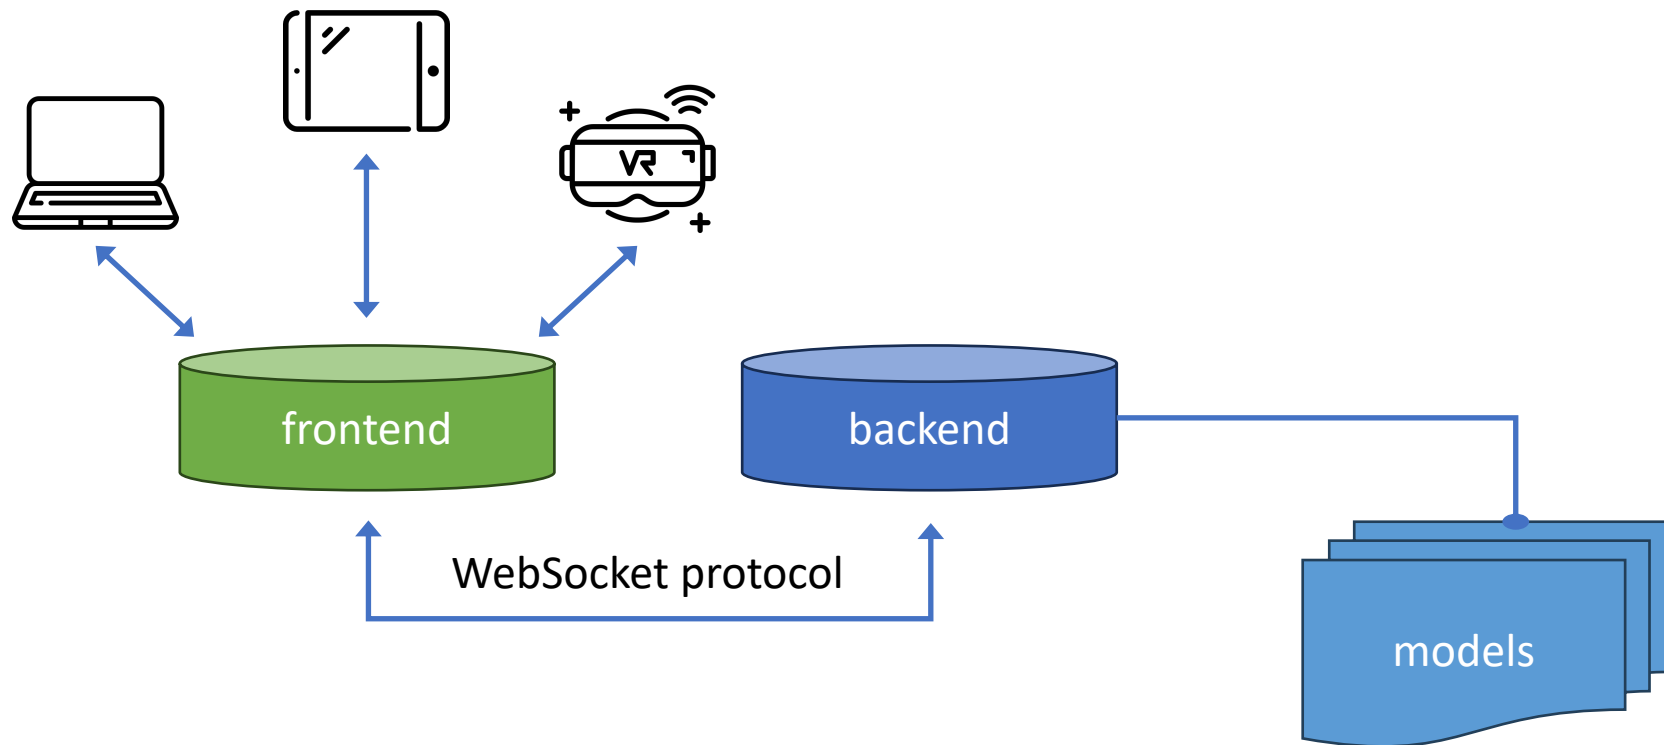 VR
frontend
backend
WebSocket protocol
models